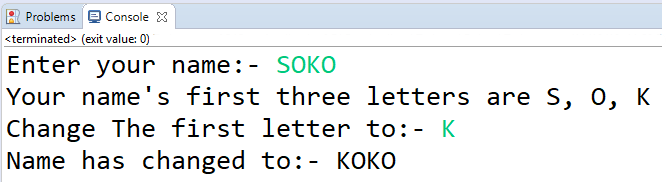 Problems Console
<terminated> (exit value: 0)
Enter your name:- SOKO
Your name's first three letters are S, O, K
Change The first letter to:- K
Name has changed to:- KOKO